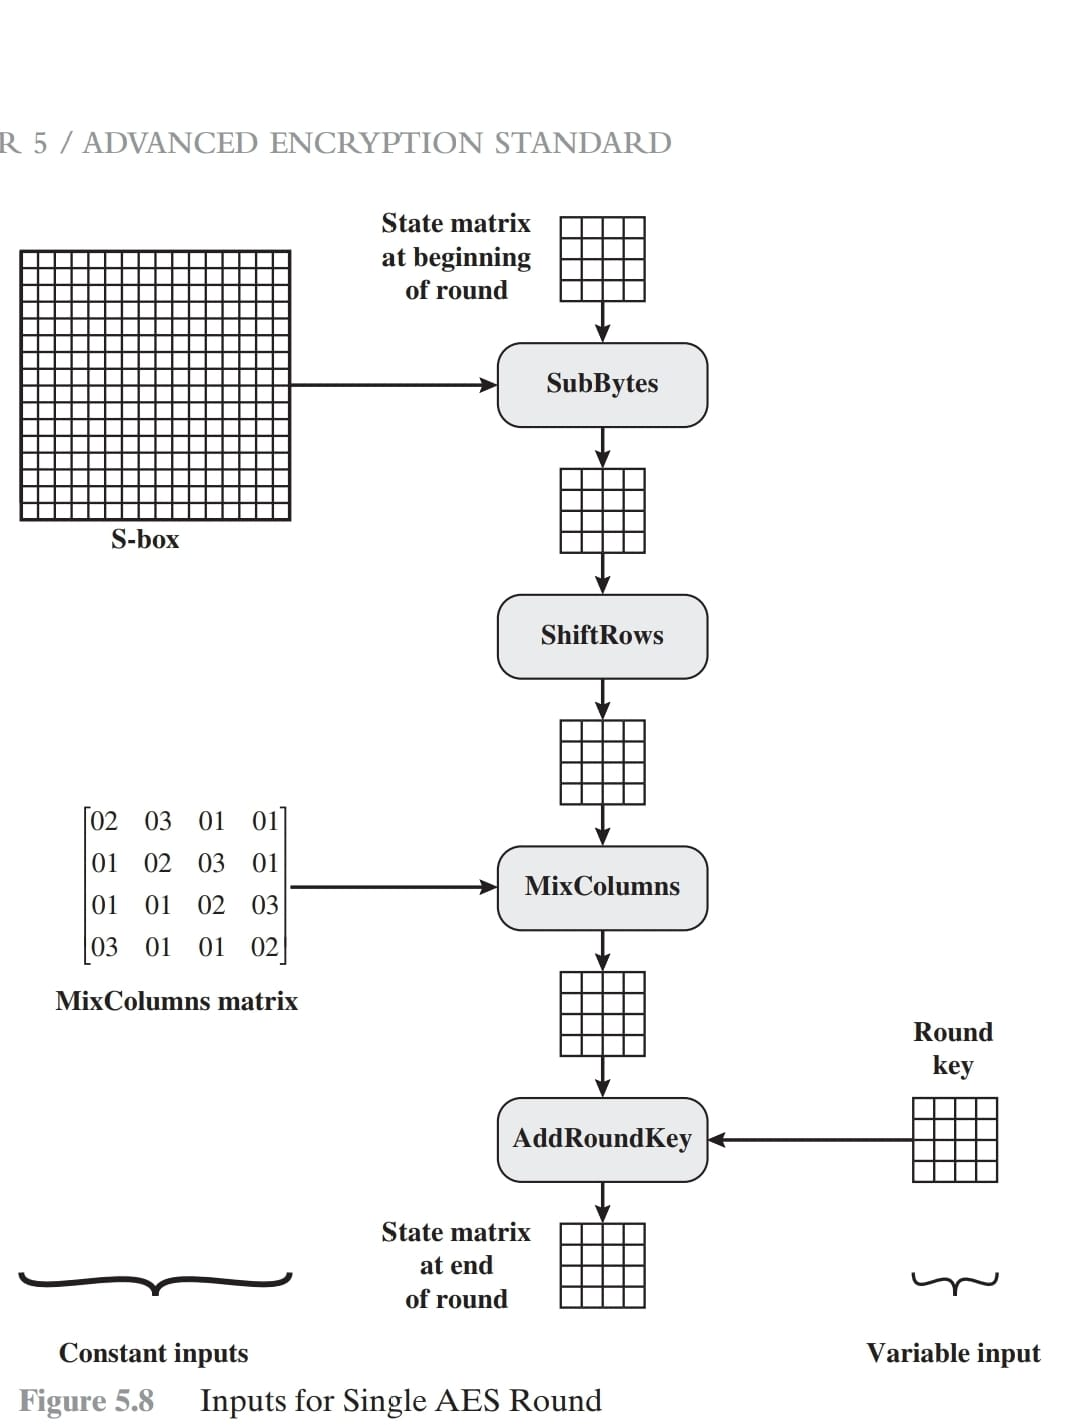 R 5 / ADVANCED ENCRYPTION STANDARD
State matrix
at beginning
of round
SubBytes
S-box
ShiftRows
02 03 01 01
01 02 03 01
01 01 02 03
03 01 01 02
MixColumns
MixColumns matrix
Round
key
AddRoundKey
State matrix
at end
of round
Constant inputs
Variable input
Figure 5.8 Inputs for Single AES Round